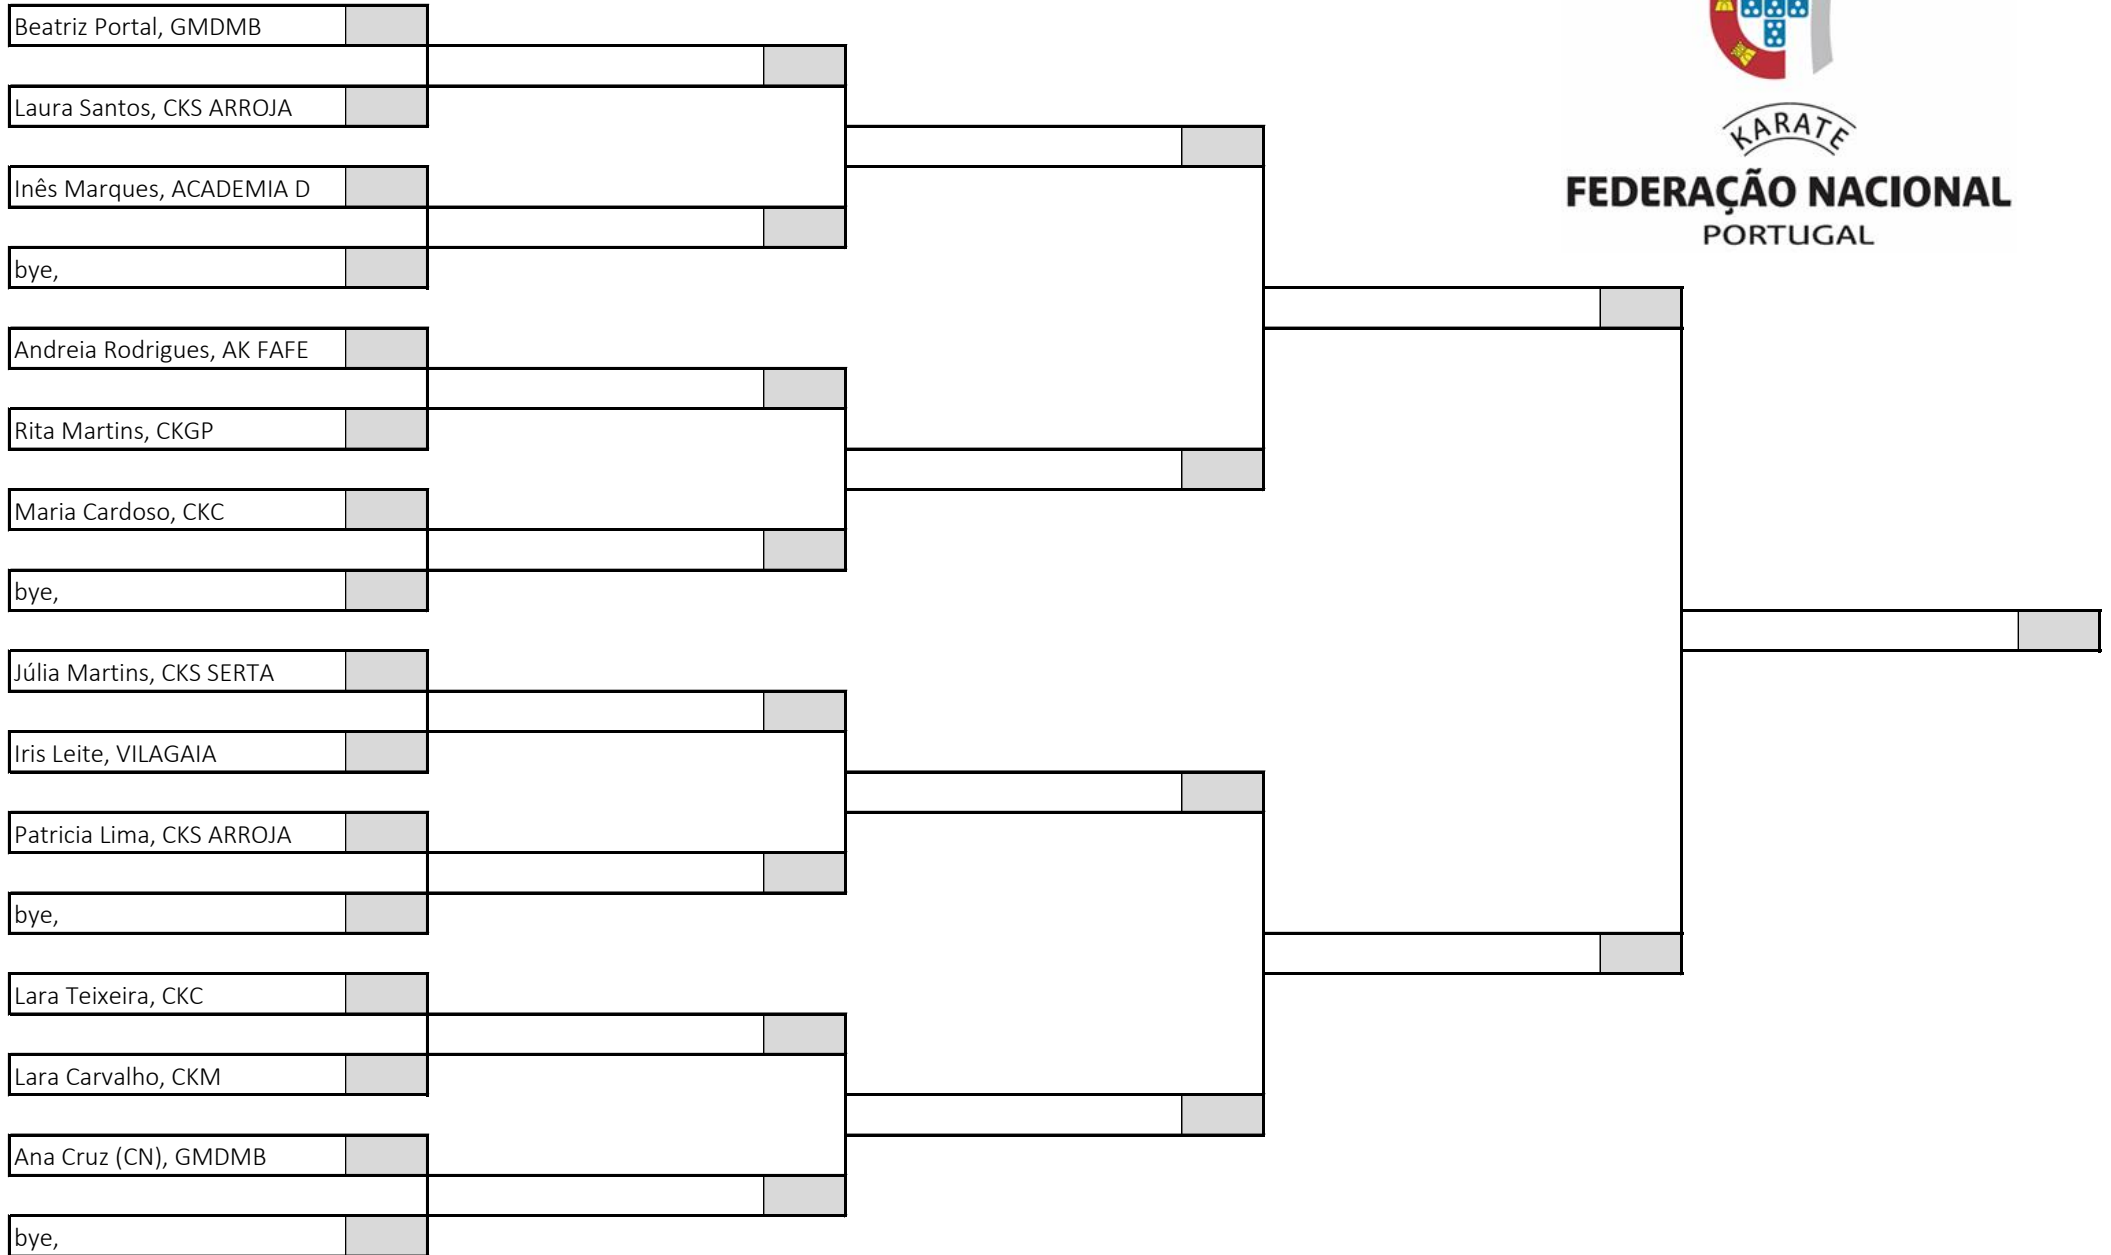 Beatriz Portal, GMDMB
Laura Santos, CKS ARROJA
Inês Marques, ACADEMIA D
bye,
Andreia Rodrigues, AK FAFE
Rita Martins, CKGP
Maria Cardoso, CKC
bye,
Júlia Martins, CKS SERTA
Iris Leite, VILAGAIA
Patricia Lima, CKS ARROJA
bye,
Lara Teixeira, CKC
Lara Carvalho, CKM
Ana Cruz (CN), GMDMB
bye,
KARATE
FEDERAÇÃO NACIONAL
PORTUGAL